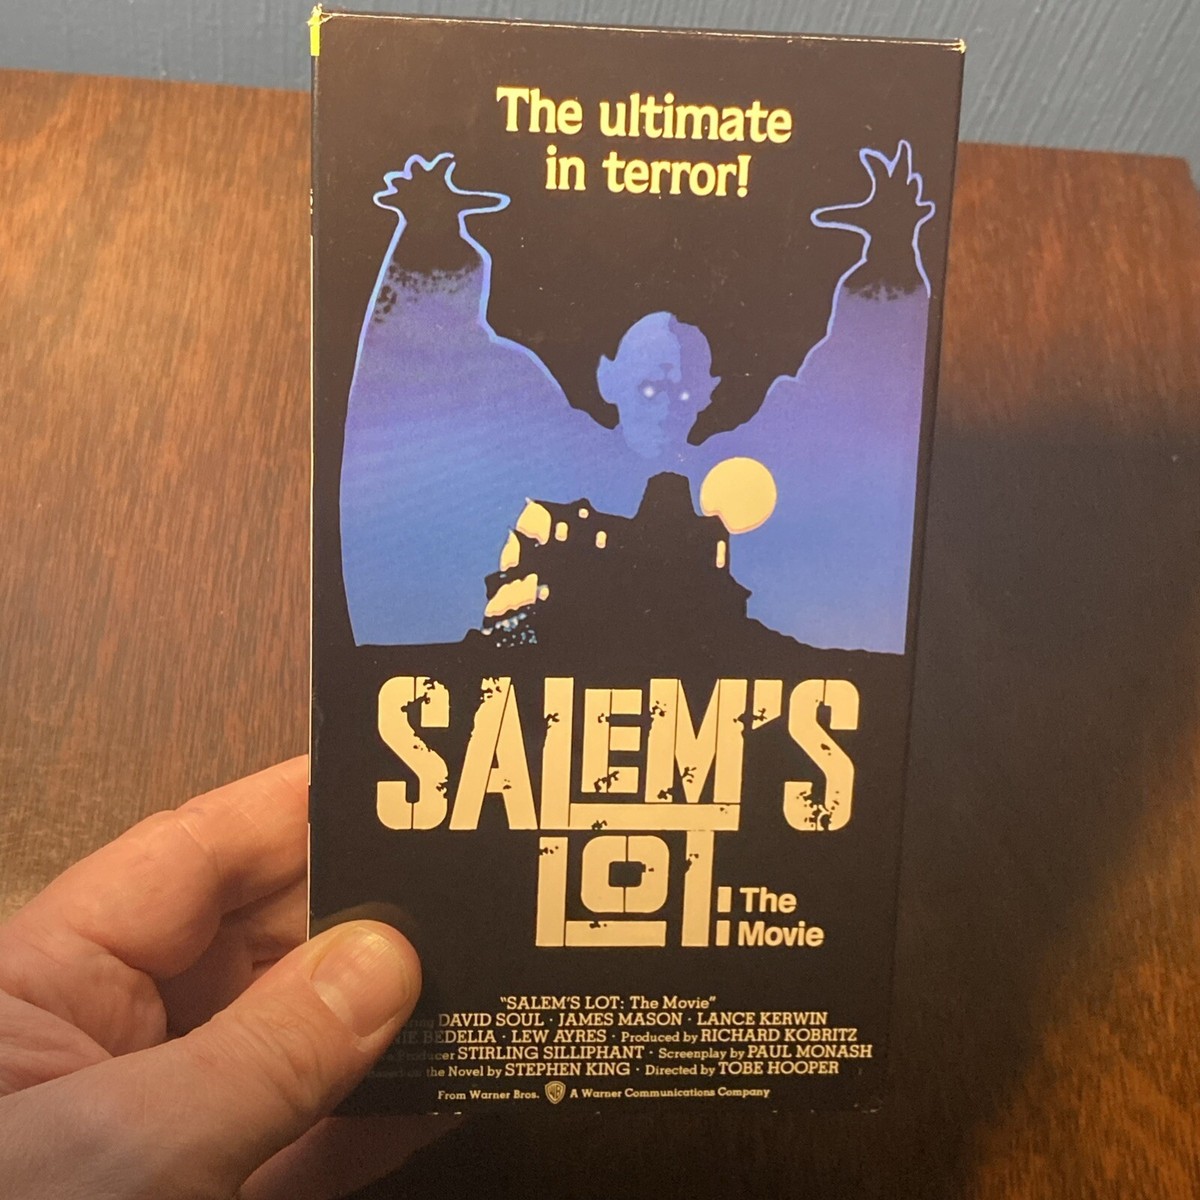 The ultimate
in terror!
SALEM'S
LOT: The
Movie
"SALEM'S LOT: The Movie"
DAVID SOUL · JAMES MASON · LANCE KERWIN
BEDELIA · LEW AYRES · Produced by RICHARD KOBRITZ
STIRLING SILLIPHANT · Screenplay by PAUL MONASH
the Novel by STEPHEN KING · Directed by TOBE HOOPER
From Warner Bros. WB A Warner Communications Company